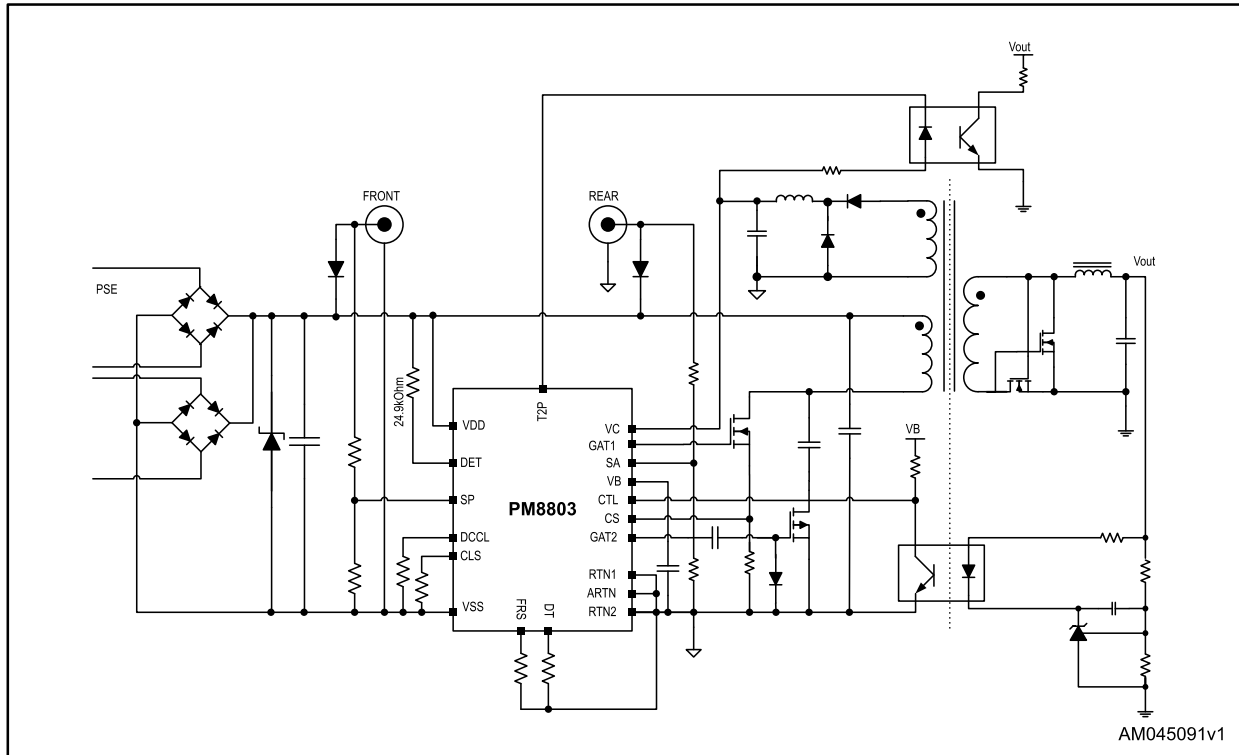 Vout
FRONT
REAR
PSE
Vout
24.9kOhm
T2P
VDD
DET
SP
DCCL
CLS
VSS
PM8803
VC
GAT1
SA
VB
CTL
CS
GAT2
RTN1
ARTN
RTN2
FRS
DT
VB
AM045091v1